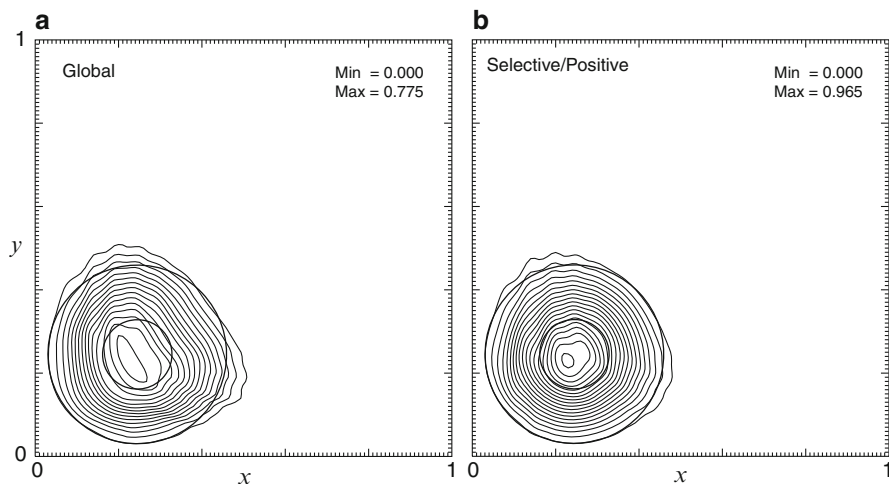 a
1
Global
Min = 0.000
Max = 0.775
y
0
0
x
1
b
1
Selective/Positive
Min = 0.000
Max = 0.965
0
0
x
1